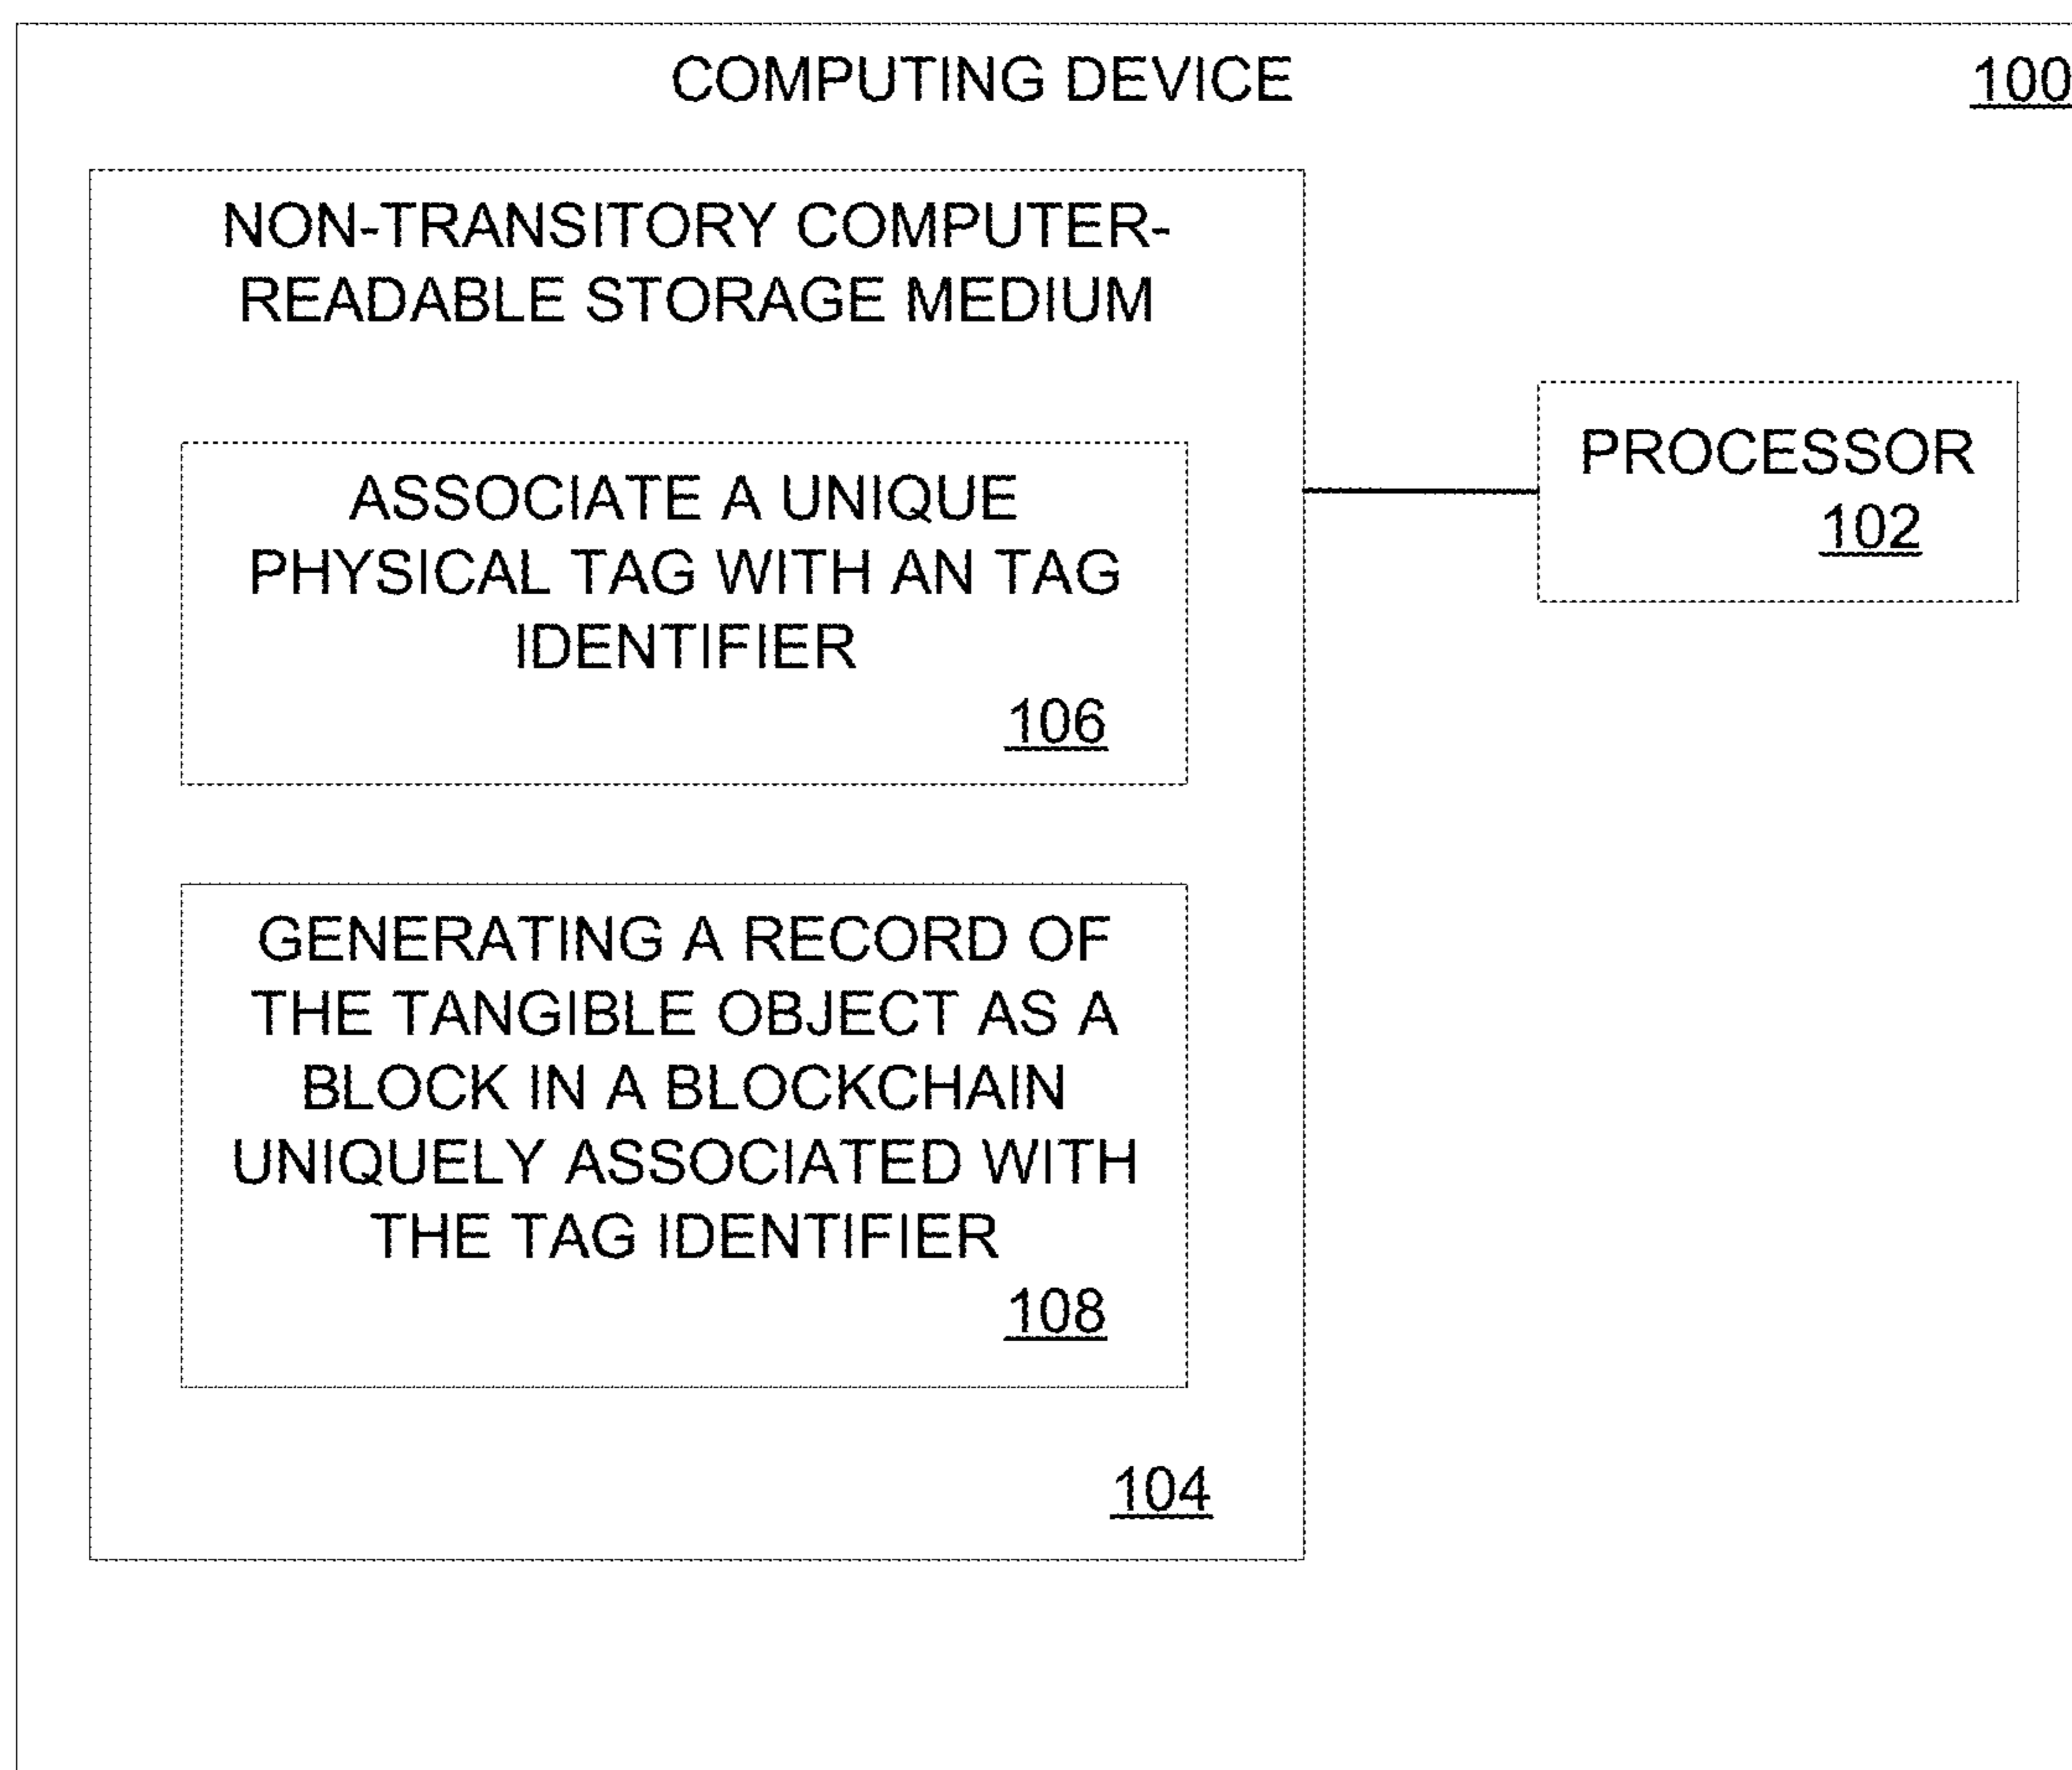 COMPUTING DEVICE 100
NON-TRANSITORY COMPUTER-
READABLE STORAGE MEDIUM
ASSOCIATE A UNIQUE
PHYSICAL TAG WITH AN TAG
IDENTIFIER
106
GENERATING A RECORD OF
THE TANGIBLE OBJECT AS A
BLOCK IN A BLOCKCHAIN
UNIQUELY ASSOCIATED WITH
THE TAG IDENTIFIER
108
104
PROCESSOR
102